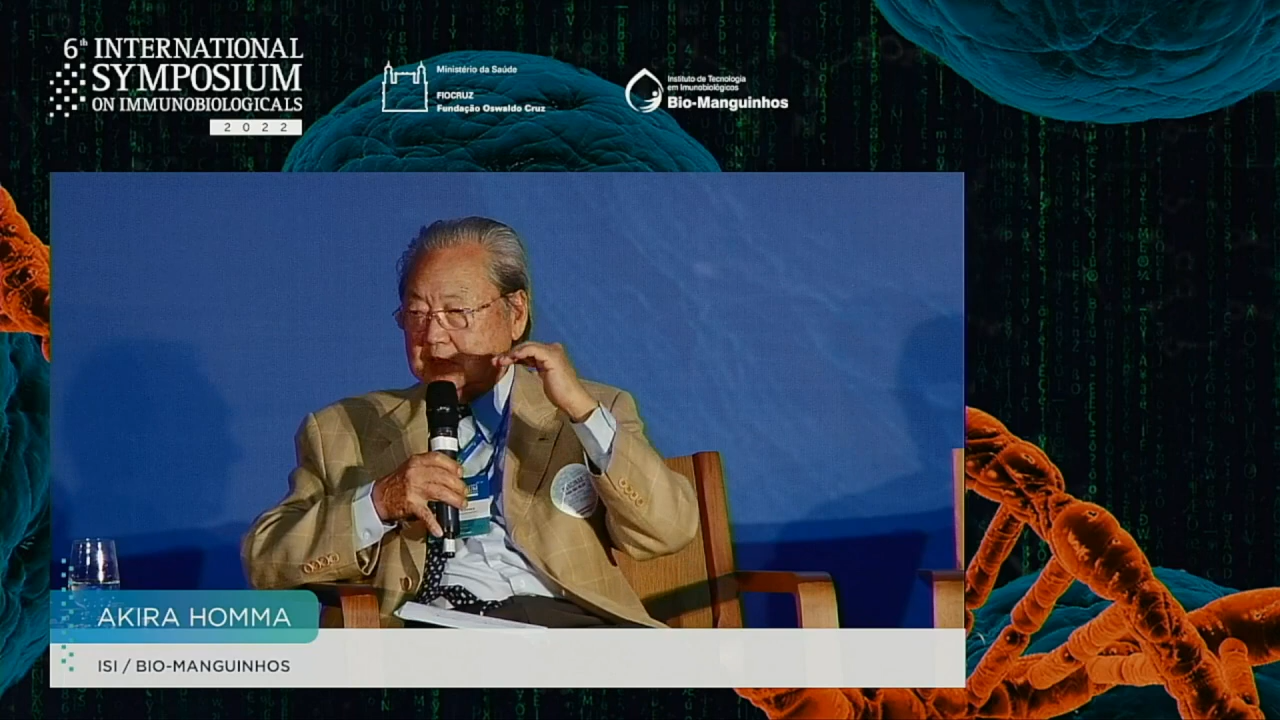 6th INTERNATIONAL
SYMPOSIUM
ON IMMUNOBIOLOGICALS
2022
Ministério da Saúde
FIOCRUZ
Fundação Oswaldo Cruz
Instituto de Tecnologia
em Imunobiológicos
Bio-Manguinhos
AKIRA HOMMA
ISI / BIO-MANGUINHOS